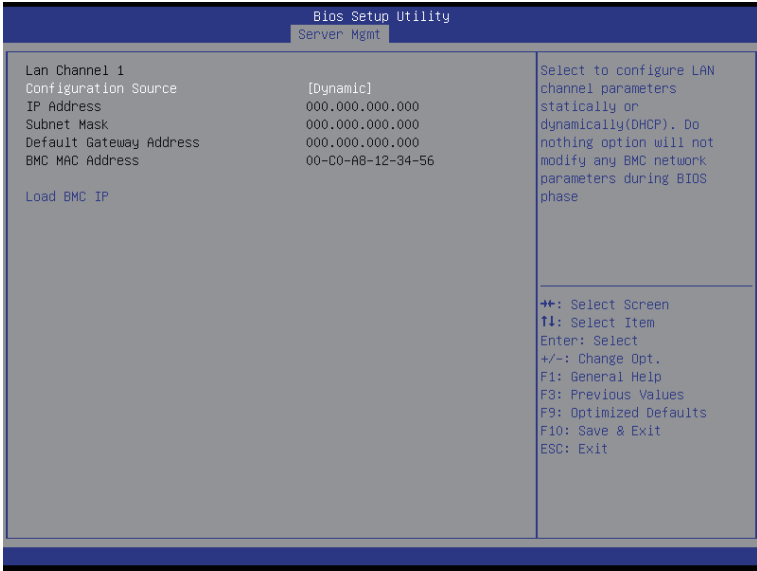 Bios Setup Utility
Server Mgmt
Lan Channel 1
Configuration Source [Dynamic]
IP Address 000.000.000.000
Subnet Mask 000.000.000.000
Default Gateway Address 000.000.000.000
BMC MAC Address 00-C0-A8-12-34-56
Load BMC IP
Select to configure LAN
channel parameters
statically or
dynamically(DHCP). Do
nothing option will not
modify any BMC network
parameters during BIOS
phase
→←: Select Screen
↑↓: Select Item
Enter: Select
+/-: Change Opt.
F1: General Help
F3: Previous Values
F9: Optimized Defaults
F10: Save & Exit
ESC: Exit